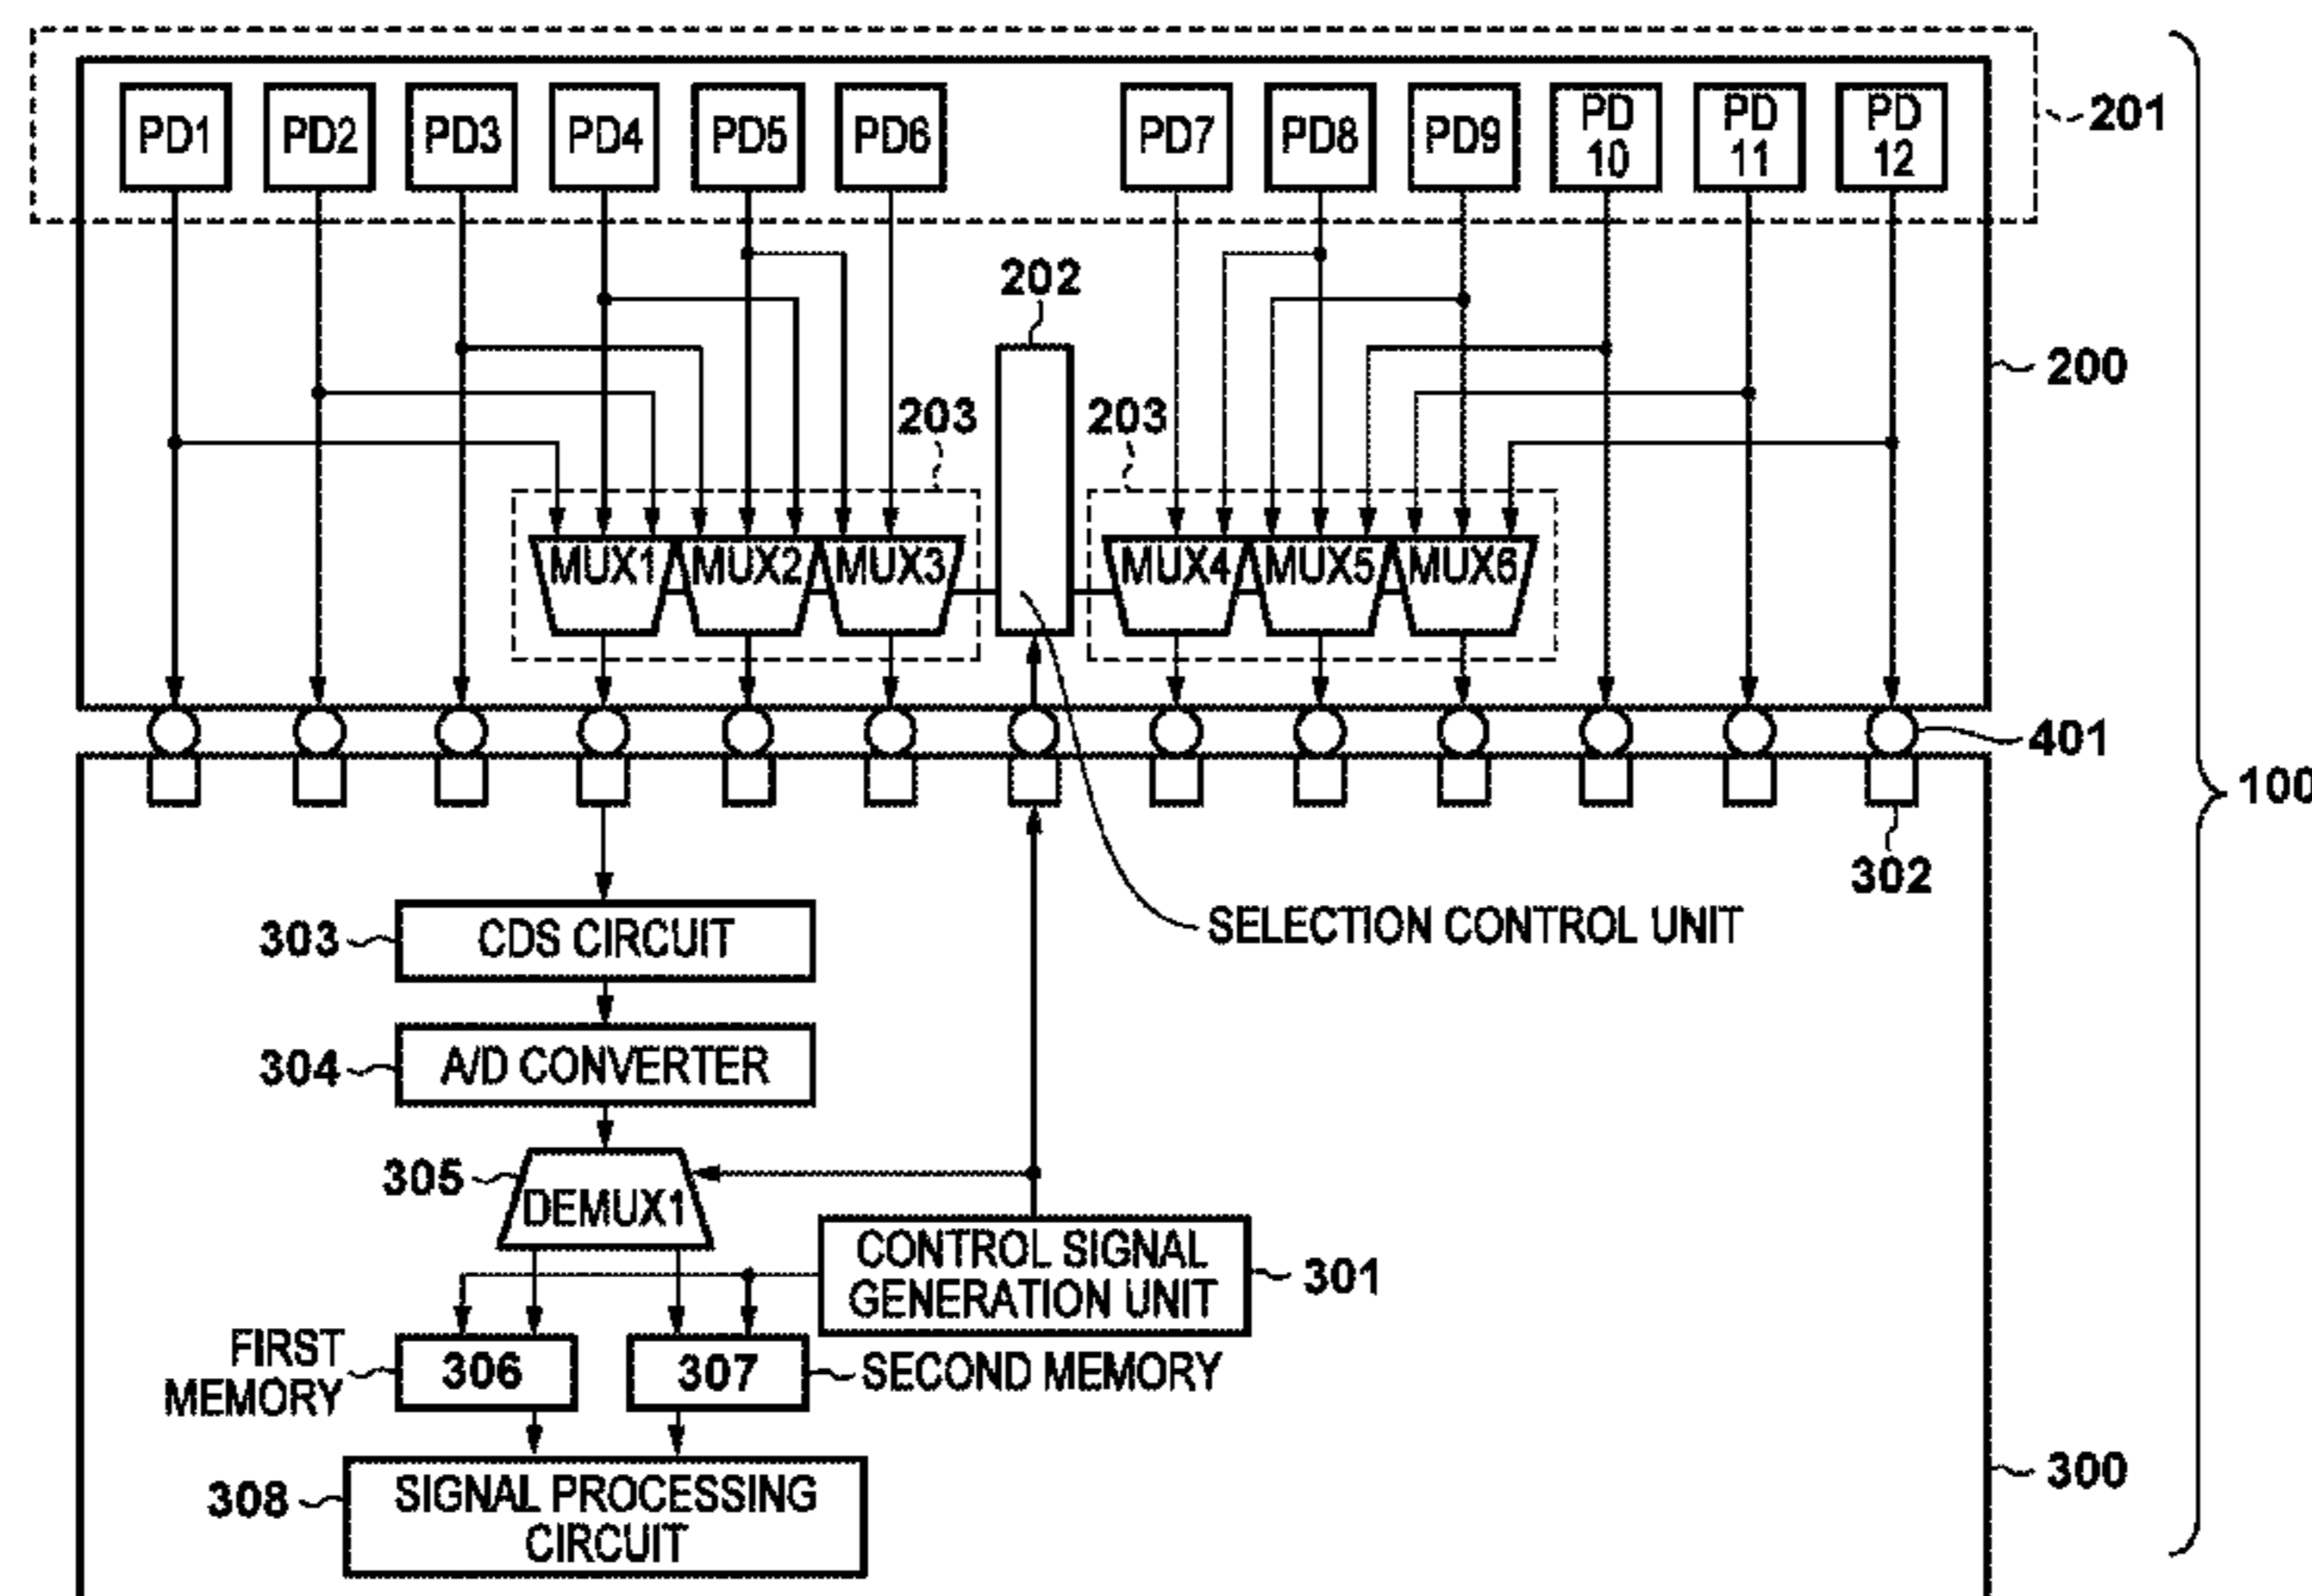 PD1 PD2 PD3 PD4 PD5 PD6 PD7 PD8 PD9 PD PD PD
10 11 12
201
202
200
203 203
MUX1 MUX2 MUX3 MUX4 MUX5 MUX6
401
100
302
303 CDS CIRCUIT
SELECTION CONTROL UNIT
304 A/D CONVERTER
305
DEMUX1
CONTROL SIGNAL
GENERATION UNIT
301
FIRST
MEMORY
306 307 SECOND MEMORY
300
308 SIGNAL PROCESSING
CIRCUIT